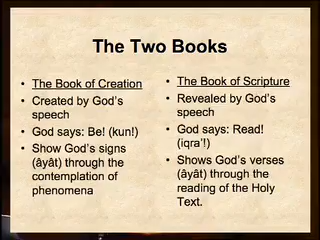 The Two Books
• The Book of Creation
• Created by God's
speech
• God says: Be! (kun!)
• Show God's signs
(âyât) through the
contemplation of
phenomena
• The Book of Scripture
• Revealed by God's
speech
• God says: Read!
(iqra'!)
• Shows God's verses
(âyât) through the
reading of the Holy
Text.